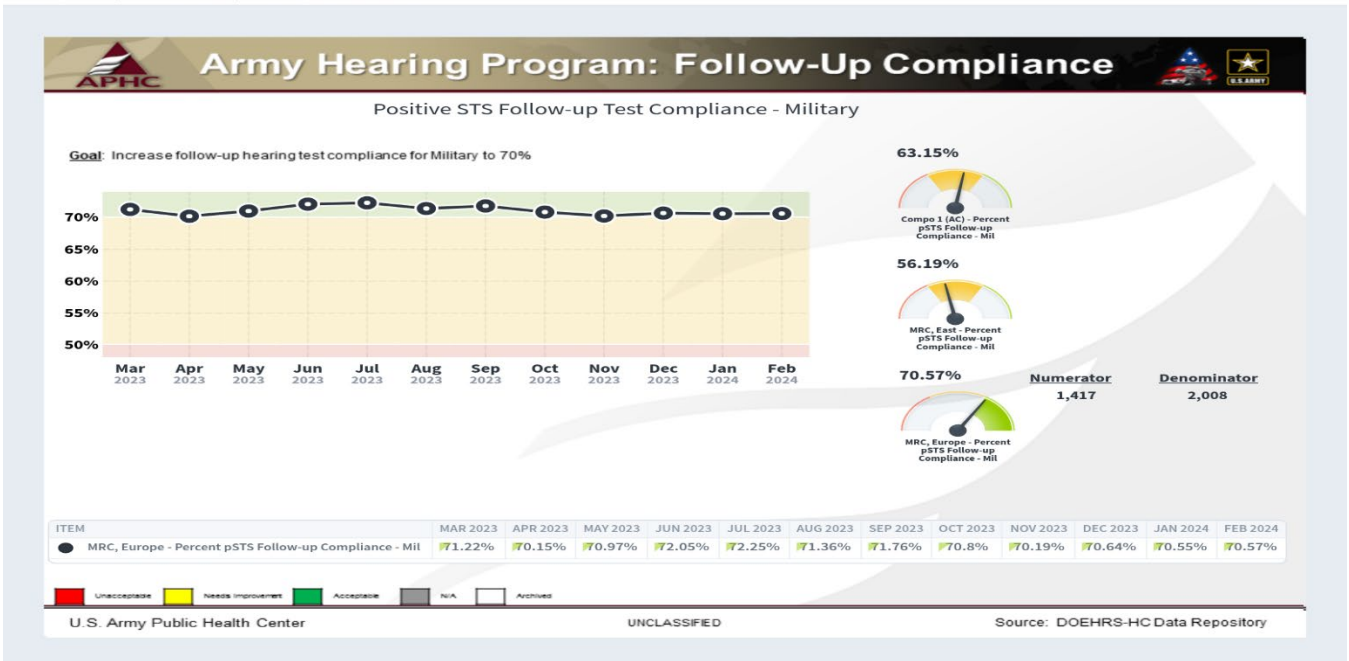 APHC
Army Hearing Program: Follow-Up Compliance
U.S.ARMY
Positive STS Follow-up Test Compliance - Military
Goal: Increase follow-up hearing test compliance for Military to 70%
70%
65%
60%
55%
50%
Mar Apr May Jun Jul Aug Sep Oct Nov Dec Jan Feb
2023 2023 2023 2023 2023 2023 2023 2023 2023 2023 2024 2024
63.15%
Compo 1 (AC) - Percent
pSTS Follow-up
Compliance - Mil
56.19%
MRC, East - Percent
pSTS Follow-up
Compliance - Mil
70.57%
MRC, Europe - Percent
pSTS Follow-up
Compliance - Mil
Numerator Denominator
1,417 2,008
ITEM MAR 2023 APR 2023 MAY 2023 JUN 2023 JUL 2023 AUG 2023 SEP 2023 OCT 2023 NOV 2023 DEC 2023 JAN 2024 FEB 2024
MRC, Europe - Percent pSTS Follow-up Compliance - Mil 71.22% 70.15% 70.97% 72.05% 72.25% 71.36% 71.76% 70.8% 70.19% 70.64% 70.55% 70.57%
Unacceptable Needs Improvement Acceptable N/A Archived
U.S. Army Public Health Center UNCLASSIFIED Source: DOEHRS-HC Data Repository